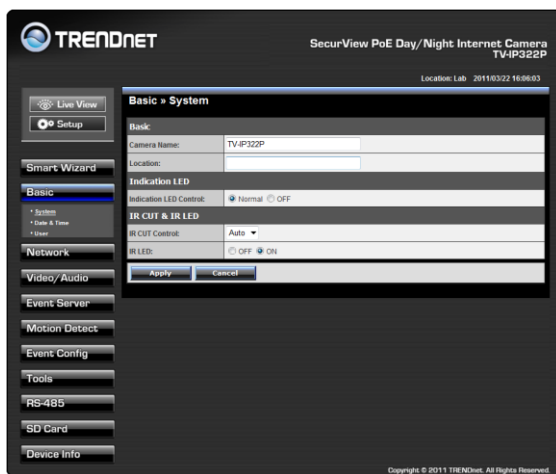 TRENDNET
SecurView PoE Day/Night Internet Camera
TV-IP322P
Location: Lab 2011/03/22 16:06:03
Live View
Setup
Smart Wizard
Basic
System
Date & Time
User
Network
Video/Audio
Event Server
Motion Detect
Event Config
Tools
RS-485
SD Card
Device Info
Basic » System
Basic
Camera Name: TV-IP322P
Location:
Indication LED
Indication LED Control: Normal OFF
IR CUT & IR LED
IR CUT Control: Auto
IR LED: OFF ON
Apply Cancel
Copyright © 2011 TRENDnet. All Rights Reserved.